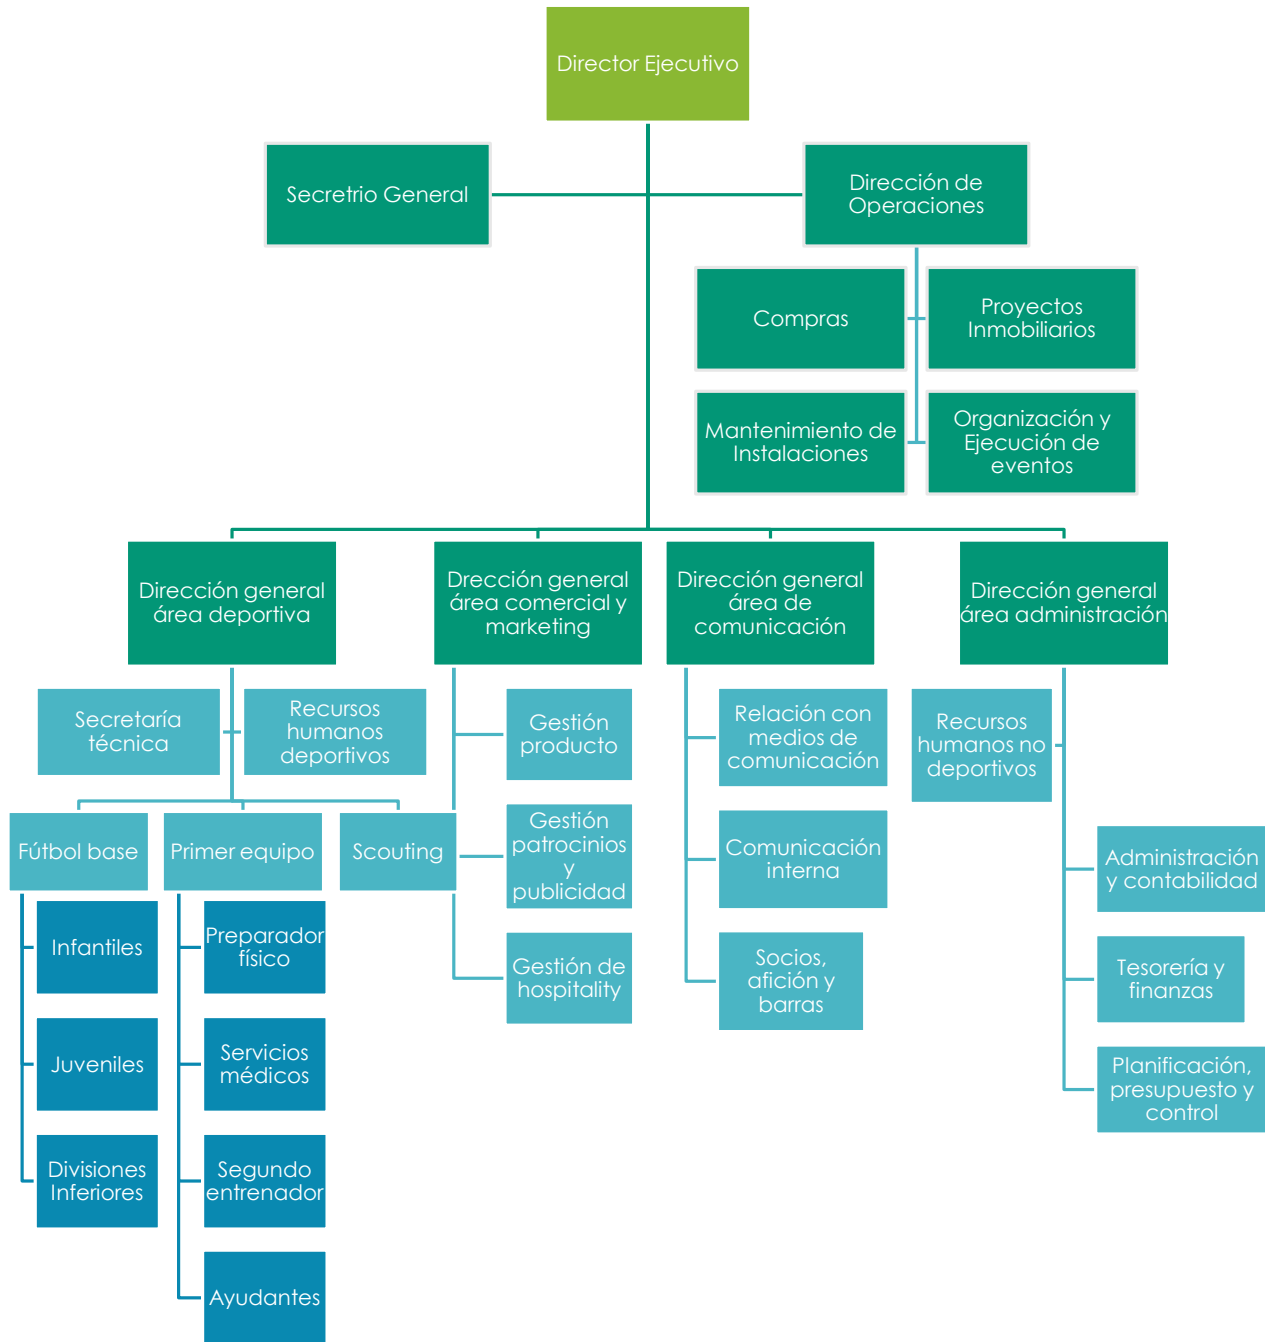 Director Ejecutivo
Secretrio General
Dirección de
Operaciones
Compras
Proyectos
Inmobiliarios
Mantenimiento de
Instalaciones
Organización y
Ejecución de
eventos
Dirección general
área deportiva
Drección general
área comercial y
marketing
Dirección general
área de
comunicación
Dirección general
área administración
Secretaría
técnica
Recursos
humanos
deportivos
Gestión
producto
Relación con
medios de
comunicación
Recursos
humanos no
deportivos
Fútbol base
Primer equipo
Scouting
Gestión
patrocinios
y
publicidad
Comunicación
interna
Administración
y contabilidad
Infantiles
Preparador
físico
Gestión de
hospitality
Socios,
afición y
barras
Tesorería y
finanzas
Juveniles
Servicios
médicos
Planificación,
presupuesto y
control
Divisiones
Inferiores
Segundo
entrenador
Ayudantes